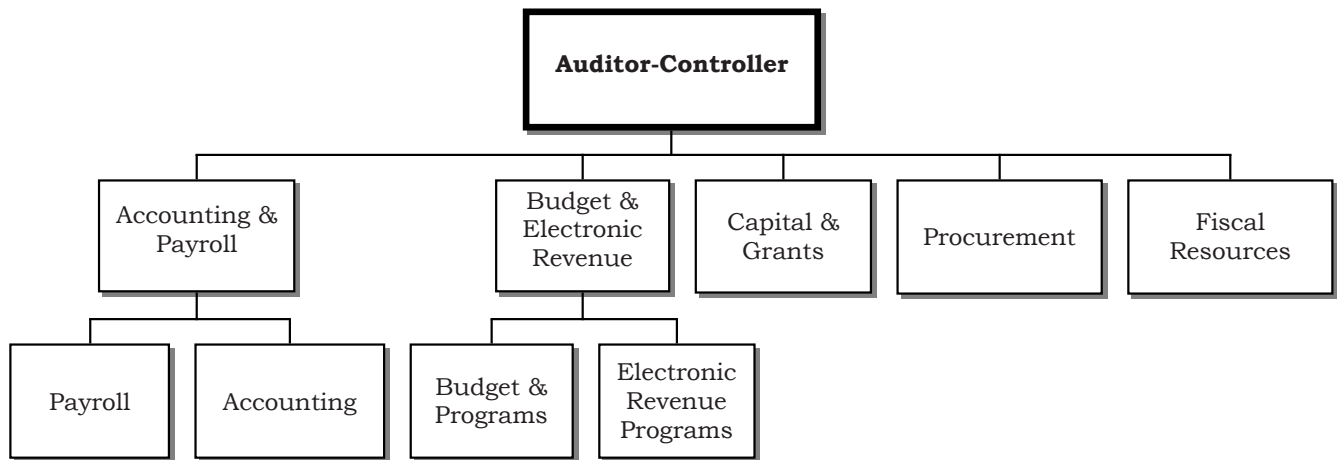 Auditor-Controller
Accounting &
Payroll
Budget &
Electronic
Revenue
Capital &
Grants
Procurement
Fiscal
Resources
Payroll
Accounting
Budget &
Programs
Electronic
Revenue
Programs